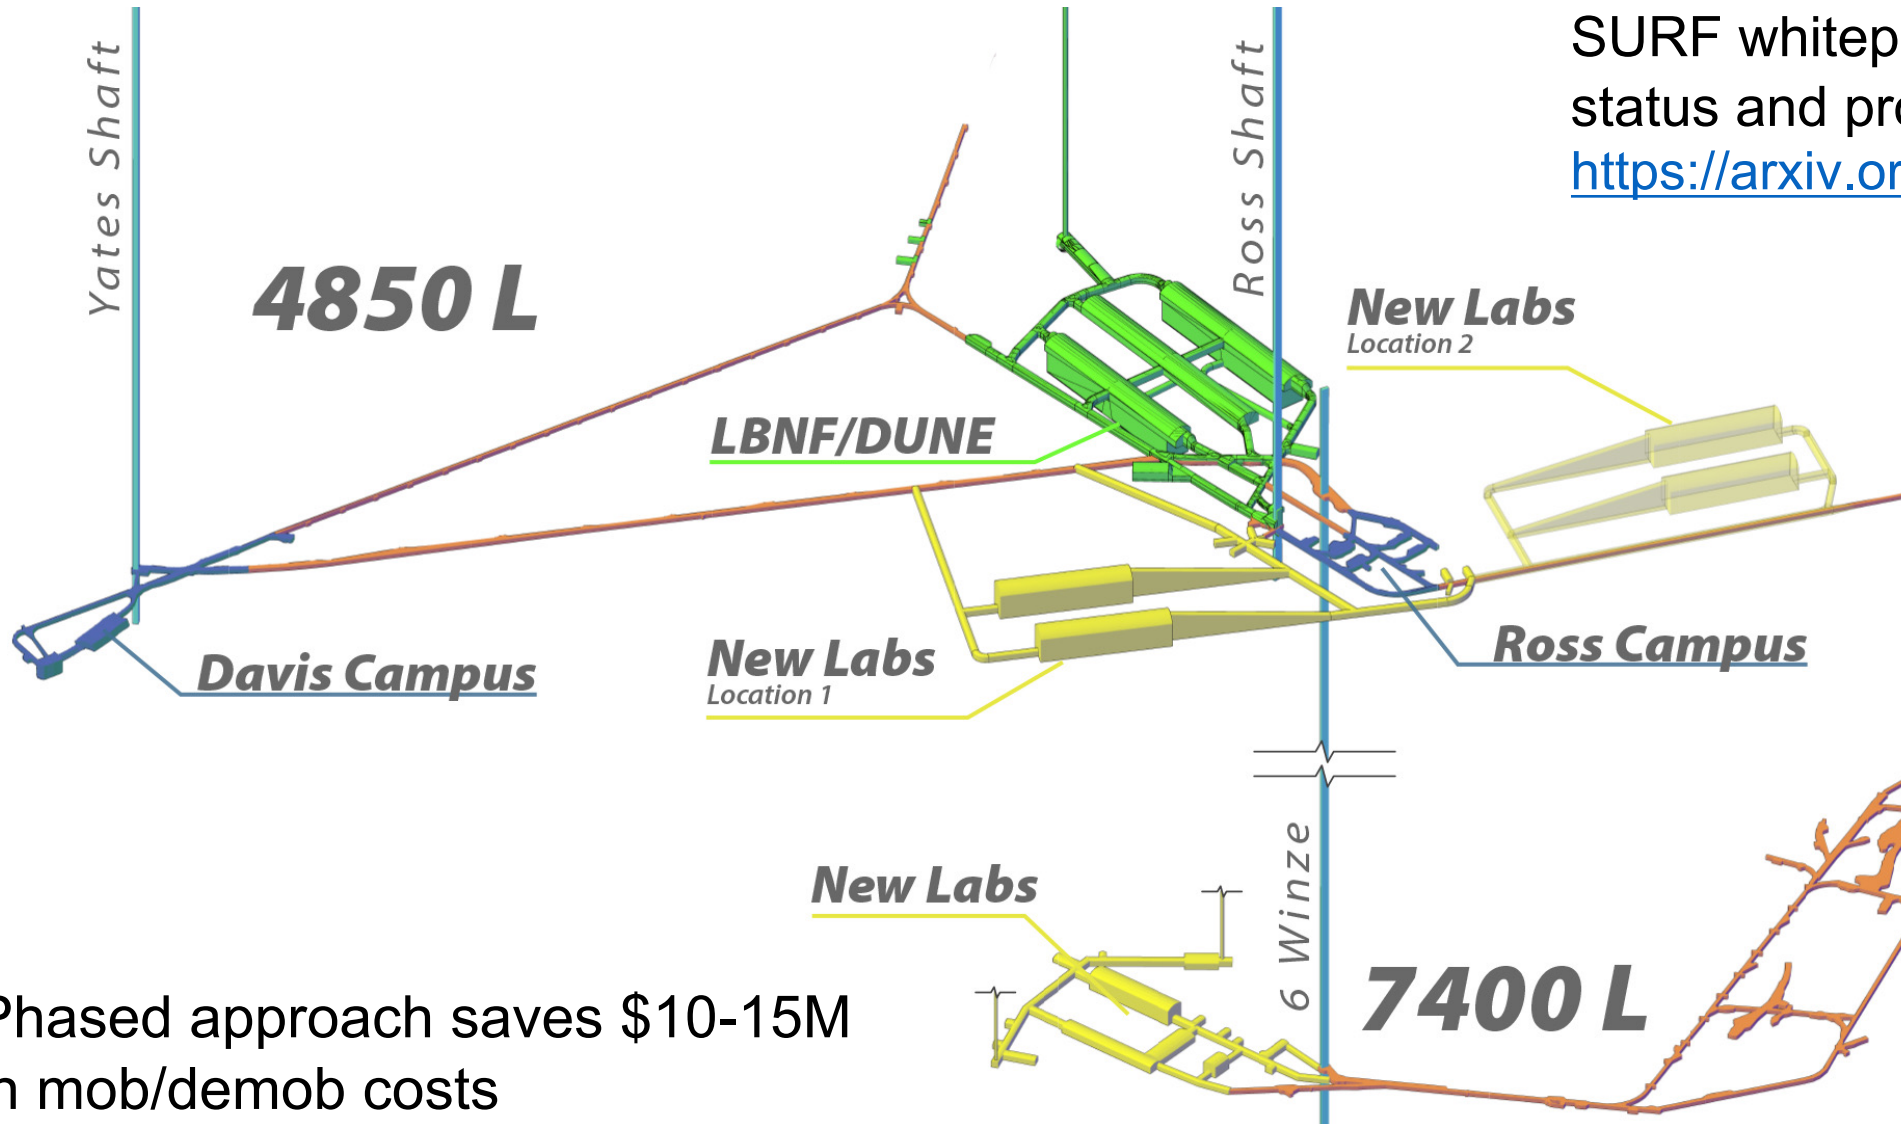 SURF whitep
status and pro
https://arxiv.or
Yates Shaft
Ross Shaft
4850 L
New Labs
Location 2
LBNF/DUNE
Davis Campus
New Labs
Location 1
Ross Campus
New Labs
6 Winze
7400 L
Phased approach saves $10-15M
n mob/demob costs